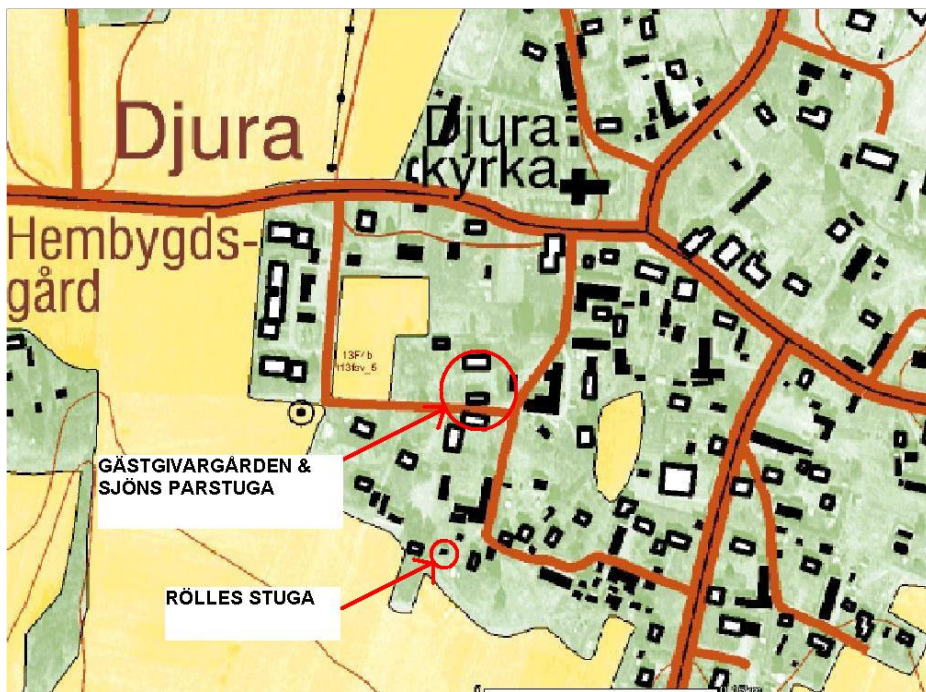 Djura
Djura
kyrka
Hembygds-
gård
GÄSTGIVARGÅRDEN &
SJÖNS PARSTUGA
RÖLLES STUGA